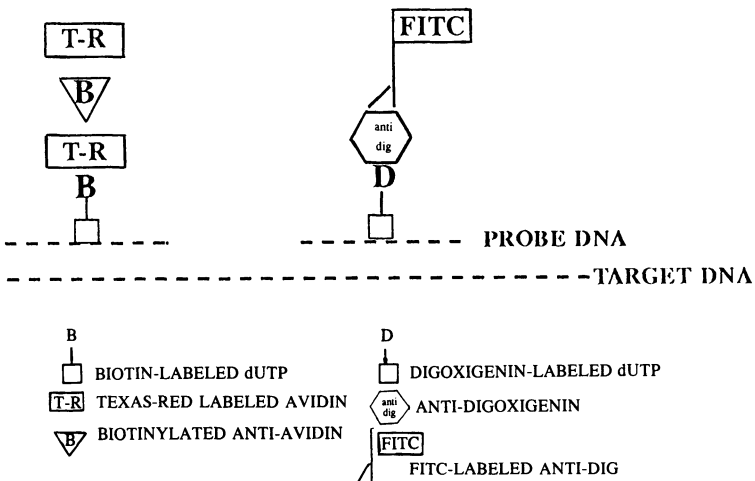 T-R
FITC
B
anti
dig
T-R
B
D
PROBE DNA
TARGET DNA
B
BIOTIN-LABELED dUTP
D
DIGOXIGENIN-LABELED dUTP
T-R TEXAS-RED LABELED AVIDIN
anti
dig
ANTI-DIGOXIGENIN
B BIOTINYLATED ANTI-AVIDIN
FITC
FITC-LABELED ANTI-DIG